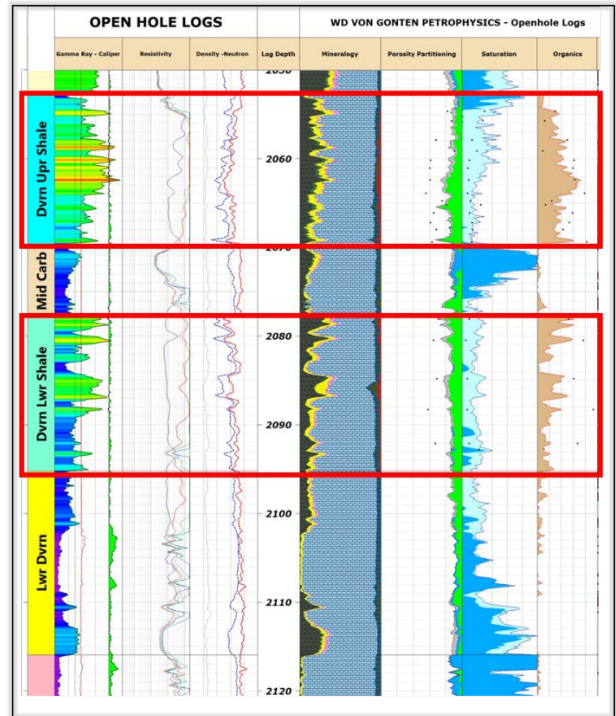 OPEN HOLE LOGS
WD VON GONTEN PETROPHYSICS - Openhole Logs
Gamma Ray - Caliper
Resistivity
Density -Neutron
Log Depth
Mineralogy
Porosity Partitioning
Saturation
Organics
2050
Dvrn Upr Shale
2060
2070
Mid Carb
Dvrn Lwr Shale
2080
2090
Lwr Dvrn
2100
2110
2120